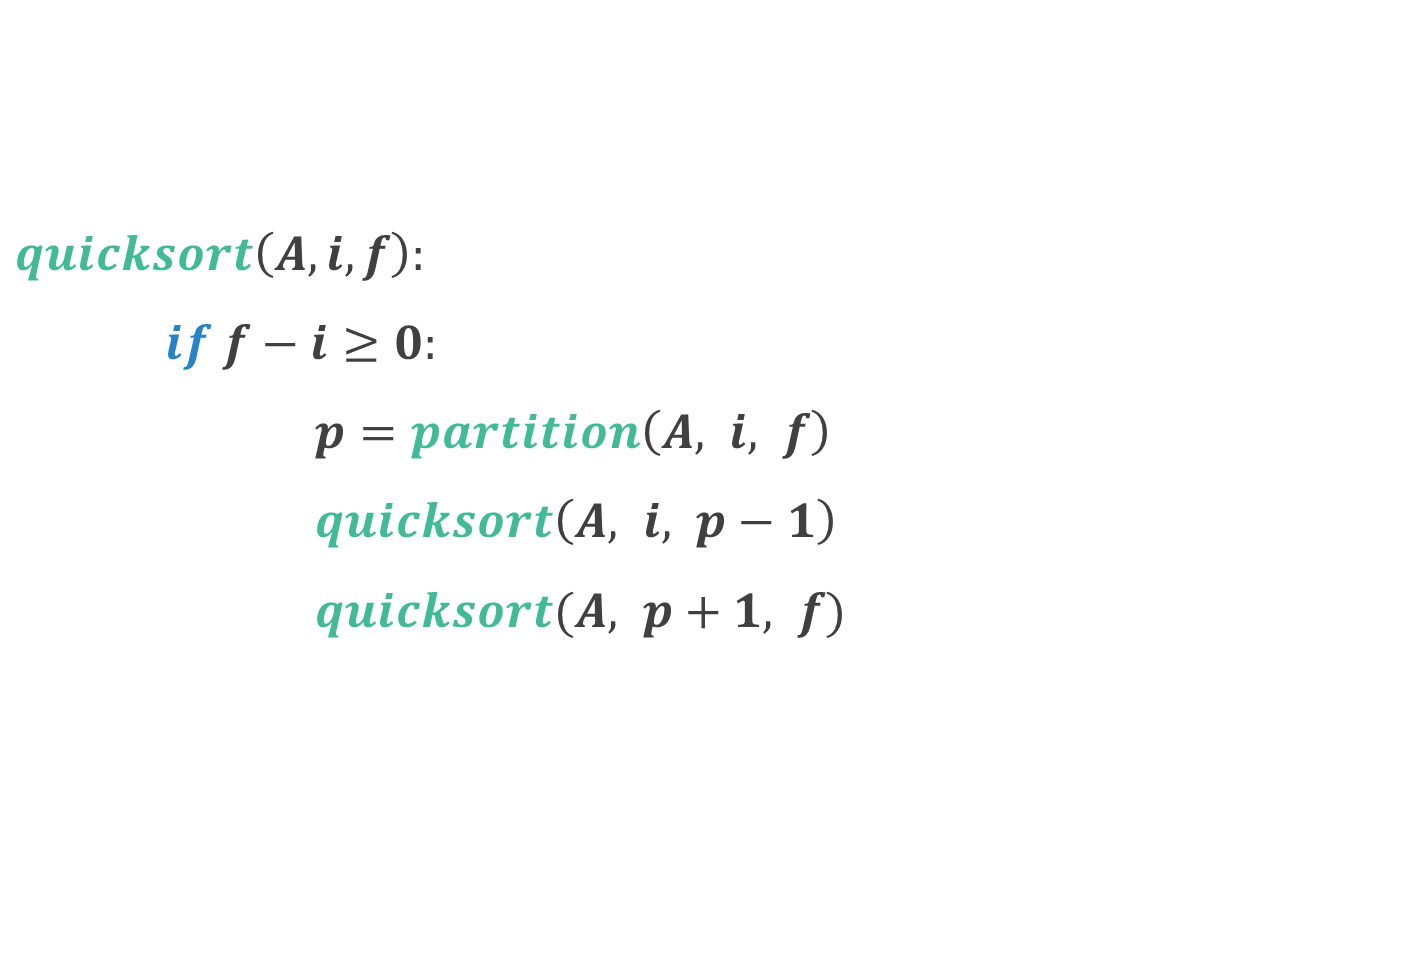 quicksort(A, i, f):
if f − i ≥ 0:
p = partition(A, i, f)
quicksort(A, i, p − 1)
quicksort(A, p + 1, f)